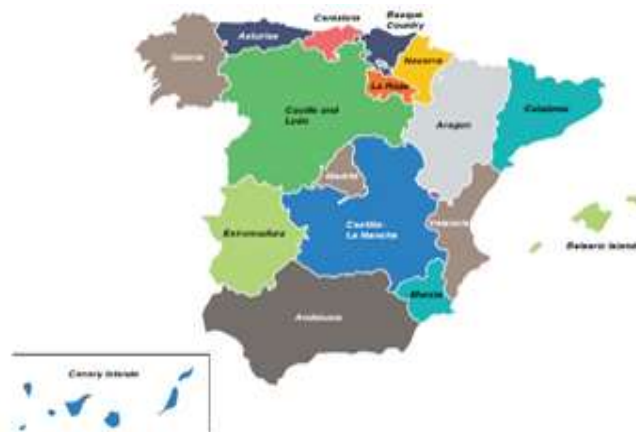 Cantabria
Basque
Country
Asturias
Galicia
Navarra
La Rioja
Castile and
León
Aragon
Catalonia
Madrid
Castilla-
La Mancha
Valencia
Balearic Islands
Extremadura
Murcia
Andalusia
Canary Islands